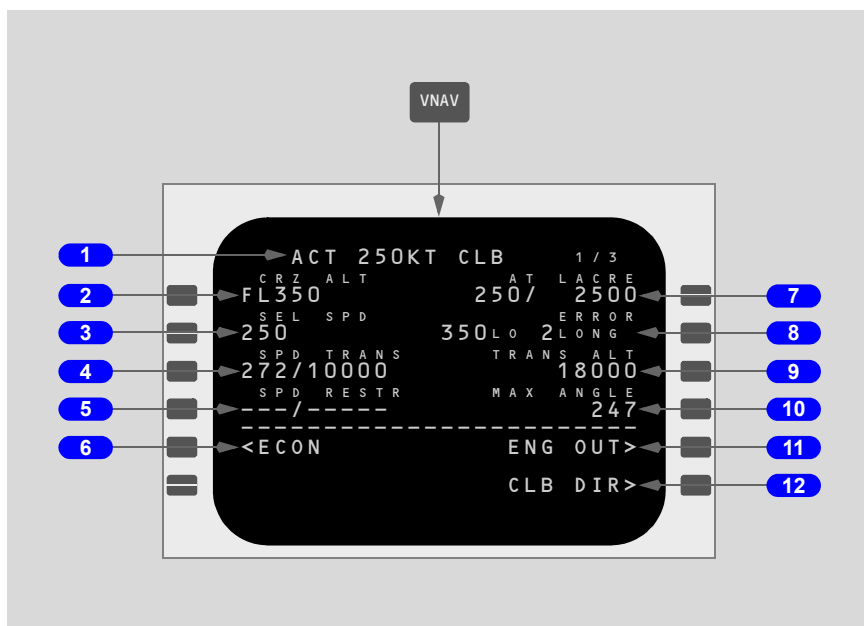 VNAV
1 ACT 250KT CLB 1/3
CRZ ALT AT LACRE
2 FL350 250/ 2500 7
SEL SPD ERROR
3 250 350LO 2LONG 8
SPD TRANS TRANS ALT
4 272/10000 18000 9
SPD RESTR MAX ANGLE
5 ---/----- 247 10
------------------------
6 <ECON ENG OUT> 11
CLB DIR> 12